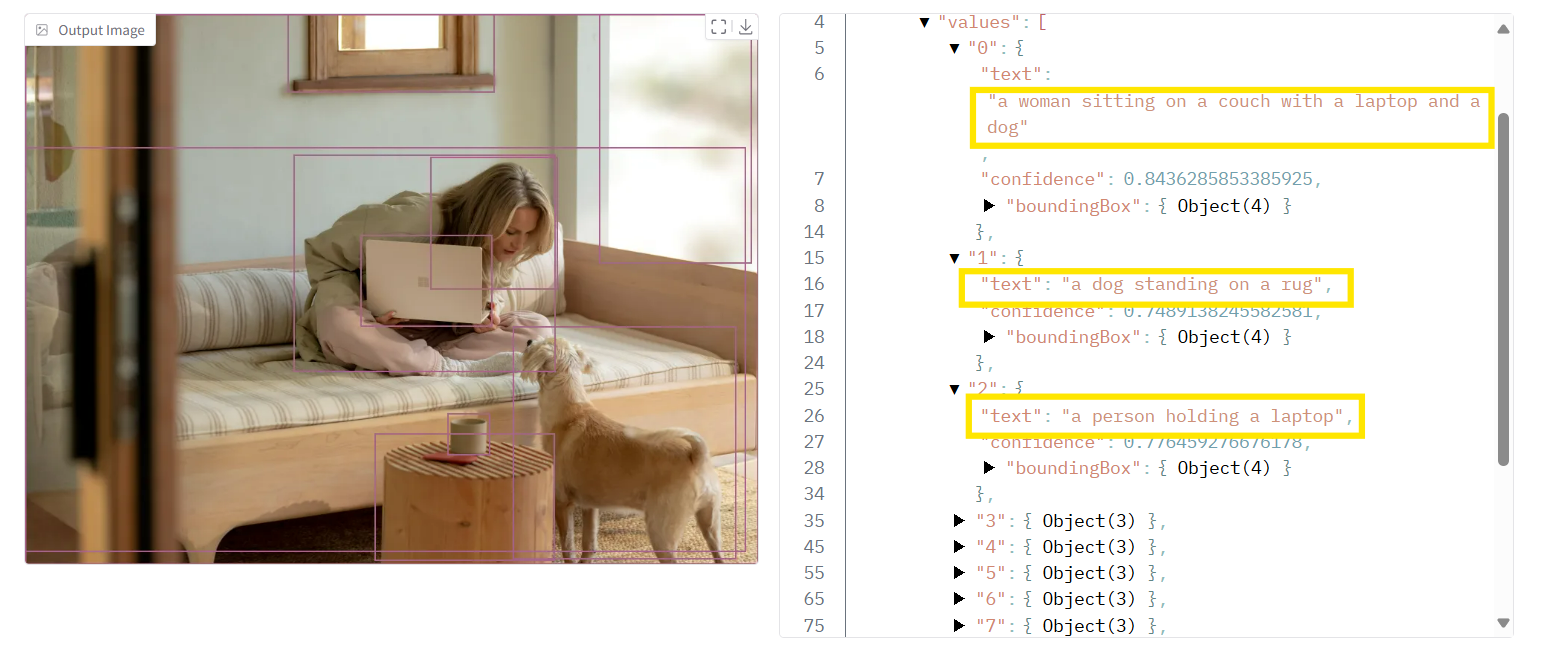 Output Image
4 ▼ "values": [
5 ▼ "0": {
6 "text":
"a woman sitting on a couch with a laptop and a
dog"
,
7 "confidence": 0.8436285853385925,
8 ▶ "boundingBox": { Object(4) }
14 },
15 ▼ "1": {
16 "text": "a dog standing on a rug",
17 "confidence": 0.7489138245582581,
18 ▶ "boundingBox": { Object(4) }
24 },
25 ▼ "2": {
26 "text": "a person holding a laptop",
27 "confidence": 0.776459276676178,
28 ▶ "boundingBox": { Object(4) }
34 },
35 ▶ "3": { Object(3) },
45 ▶ "4": { Object(3) },
55 ▶ "5": { Object(3) },
65 ▶ "6": { Object(3) },
75 ▶ "7": { Object(3) },